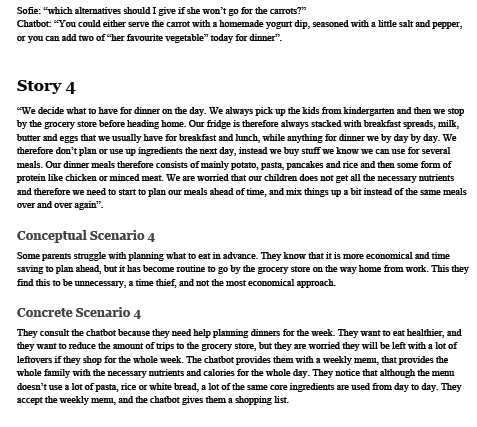 Sofie: “which alternatives should I give if she won’t go for the carrots?”
Chatbot: “You could either serve the carrot with a homemade yogurt dip, seasoned with a little salt and pepper,
or you can add two of “her favourite vegetable” today for dinner”.
Story 4
“We decide what to have for dinner on the day. We always pick up the kids from kindergarten and then we stop
by the grocery store before heading home. Our fridge is therefore always stacked with breakfast spreads, milk,
butter and eggs that we usually have for breakfast and lunch, while anything for dinner we by day by day. We
therefore don’t plan or use up ingredients the next day, instead we buy stuff we know we can use for several
meals. Our dinner meals therefore consists of mainly potato, pasta, pancakes and rice and then some form of
protein like chicken or minced meat. We are worried that our children does not get all the necessary nutrients
and therefore we need to start to plan our meals ahead of time, and mix things up a bit instead of the same meals
over and over again”.
Conceptual Scenario 4
Some parents struggle with planning what to eat in advance. They know that it is more economical and time
saving to plan ahead, but it has become routine to go by the grocery store on the way home from work. This they
find this to be unnecessary, a time thief, and not the most economical approach.
Concrete Scenario 4
They consult the chatbot because they need help planning dinners for the week. They want to eat healthier, and
they want to reduce the amount of trips to the grocery store, but they are worried they will be left with a lot of
leftovers if they shop for the whole week. The chatbot provides them with a weekly menu, that provides the
whole family with the necessary nutrients and calories for the whole day. They notice that although the menu
doesn’t use a lot of pasta, rice or white bread, a lot of the same core ingredients are used from day to day. They
accept the weekly menu, and the chatbot gives them a shopping list.